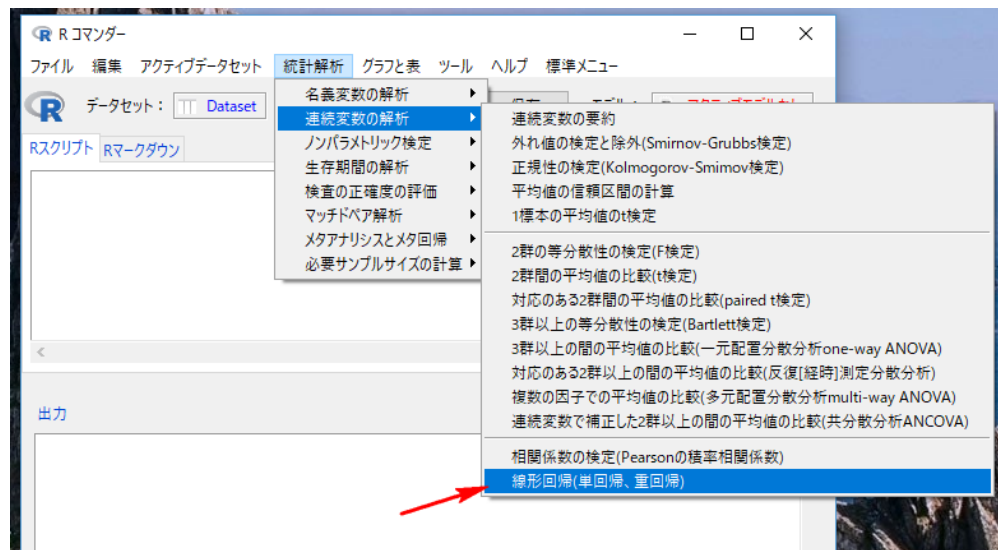 R コマンダー
ファイル 編集 アクティブデータセット 統計解析 グラフと表 ツール ヘルプ 標準メニュー
データセット： Dataset
Rスクリプト Rマークダウン
名義変数の解析
連続変数の解析
ノンパラメトリック検定
生存期間の解析
検査の正確度の評価
マッチドペア解析
メタアナリシスとメタ回帰
必要サンプルサイズの計算
連続変数の要約
外れ値の検定と除外(Smirnov-Grubbs検定)
正規性の検定(Kolmogorov-Smirnov検定)
平均値の信頼区間の計算
1標本の平均値のt検定
2群の等分散性の検定(F検定)
2群間の平均値の比較(t検定)
対応のある2群間の平均値の比較(paired t検定)
3群以上の等分散性の検定(Bartlett検定)
3群以上の間の平均値の比較(一元配置分散分析one-way ANOVA)
対応のある2群以上の間の平均値の比較(反復[経時]測定分散分析)
複数の因子での平均値の比較(多元配置分散分析multi-way ANOVA)
連続変数で補正した2群以上の間の平均値の比較(共分散分析ANCOVA)
相関係数の検定(Pearsonの積率相関係数)
線形回帰(単回帰、重回帰)
出力